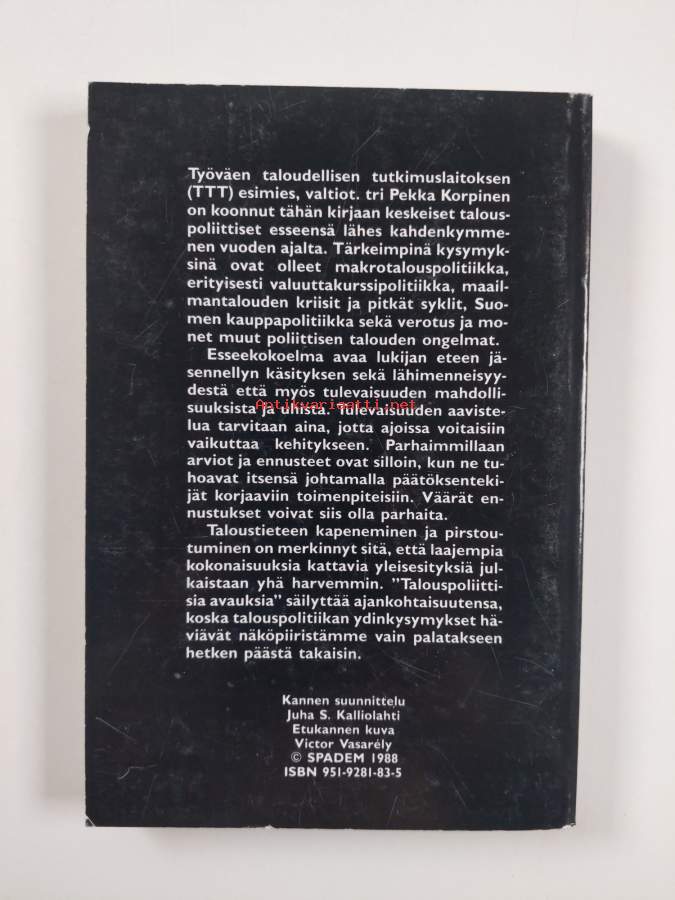 Työväen taloudellisen tutkimuslaitoksen
(TTT) esimies, valtiot. tri Pekka Korpinen
on koonnut tähän kirjaan keskeiset talous-
poliittiset esseensä lähes kahdenkymme-
nen vuoden ajalta. Tärkeimpinä kysymyk-
sinä ovat olleet makrotalouspolitiikka,
erityisesti valuuttakurssipolitiikka, maail-
mantalouden kriisit ja pitkät syklit, Suo-
men kauppapolitiikka sekä verotus ja mo-
net muut poliittisen talouden ongelmat.
Esseekokoelma avaa lukijan eteen jä-
sennellyn käsityksen sekä lähimenneisyy-
destä että myös tulevaisuuden mahdolli-
suuksista ja uhista. Tulevaisuuden aaviste-
Antikvariaatti.net
lua tarvitaan aina, jotta ajoissa voitaisiin
vaikuttaa kehitykseen. Parhaimmillaan
arviot ja ennusteet ovat silloin, kun ne tu-
hoavat itsensä johtamalla päätöksenteki-
jät korjaaviin toimenpiteisiin. Väärät en-
nustukset voivat siis olla parhaita.
Taloustieteen kapeneminen ja pirstou-
tuminen on merkinnyt sitä, että laajempia
kokonaisuuksia kattavia yleisesityksiä jul-
kaistaan yhä harvemmin. ”Talouspoliitti-
sia avauksia” säilyttää ajankohtaisuutensa,
koska talouspolitiikan ydinkysymykset hä-
viävät näköpiiristämme vain palatakseen
hetken päästä takaisin.
Kannen suunnittelu
Juha S. Kalliolahti
Etukannen kuva
Victor Vasarély
© SPADEM 1988
ISBN 951-9281-83-5